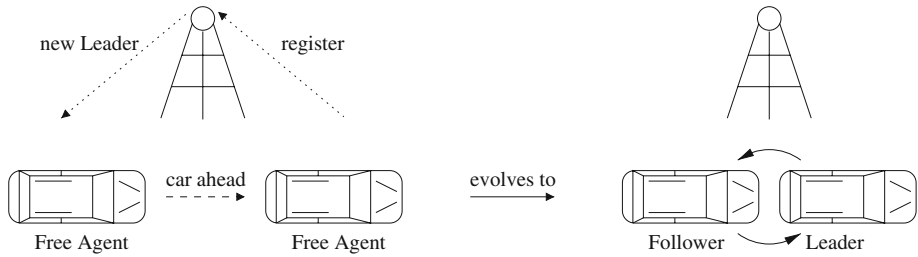 new Leader
register
car ahead
evolves to
Free Agent
Free Agent
Follower
Leader